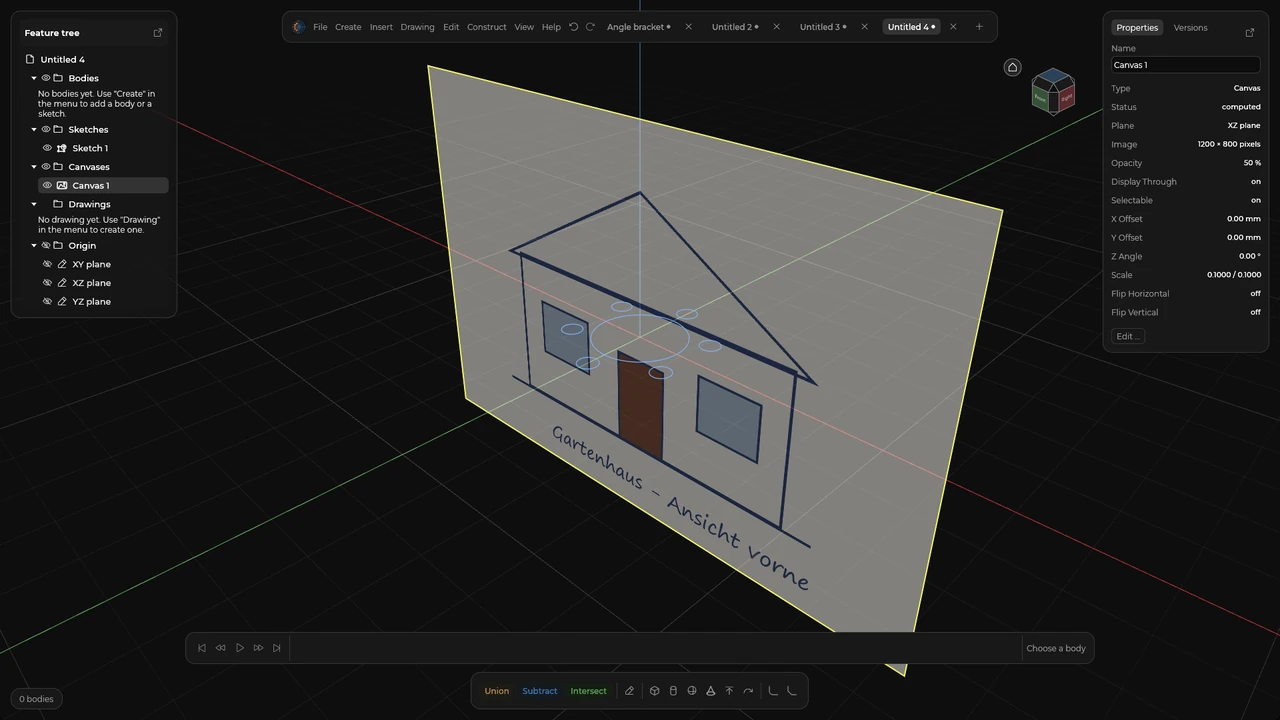 Feature tree
Untitled 4
Bodies
No bodies yet. Use "Create" in
the menu to add a body or a
sketch.
Sketches
Sketch 1
Canvases
Canvas 1
Drawings
No drawing yet. Use "Drawing"
in the menu to create one.
Origin
XY plane
XZ plane
YZ plane
File Create Insert Drawing Edit Construct View Help Angle bracket Untitled 2 Untitled 3 Untitled 4
Front Right
Gartenhaus – Ansicht vorne
Properties Versions
Name
Canvas 1
Type Canvas
Status computed
Plane XZ plane
Image 1200 × 800 pixels
Opacity 50 %
Display Through on
Selectable on
X Offset 0.00 mm
Y Offset 0.00 mm
Z Angle 0.00 °
Scale 0.1000 / 0.1000
Flip Horizontal off
Flip Vertical off
Edit ...
Choose a body
Union Subtract Intersect
0 bodies